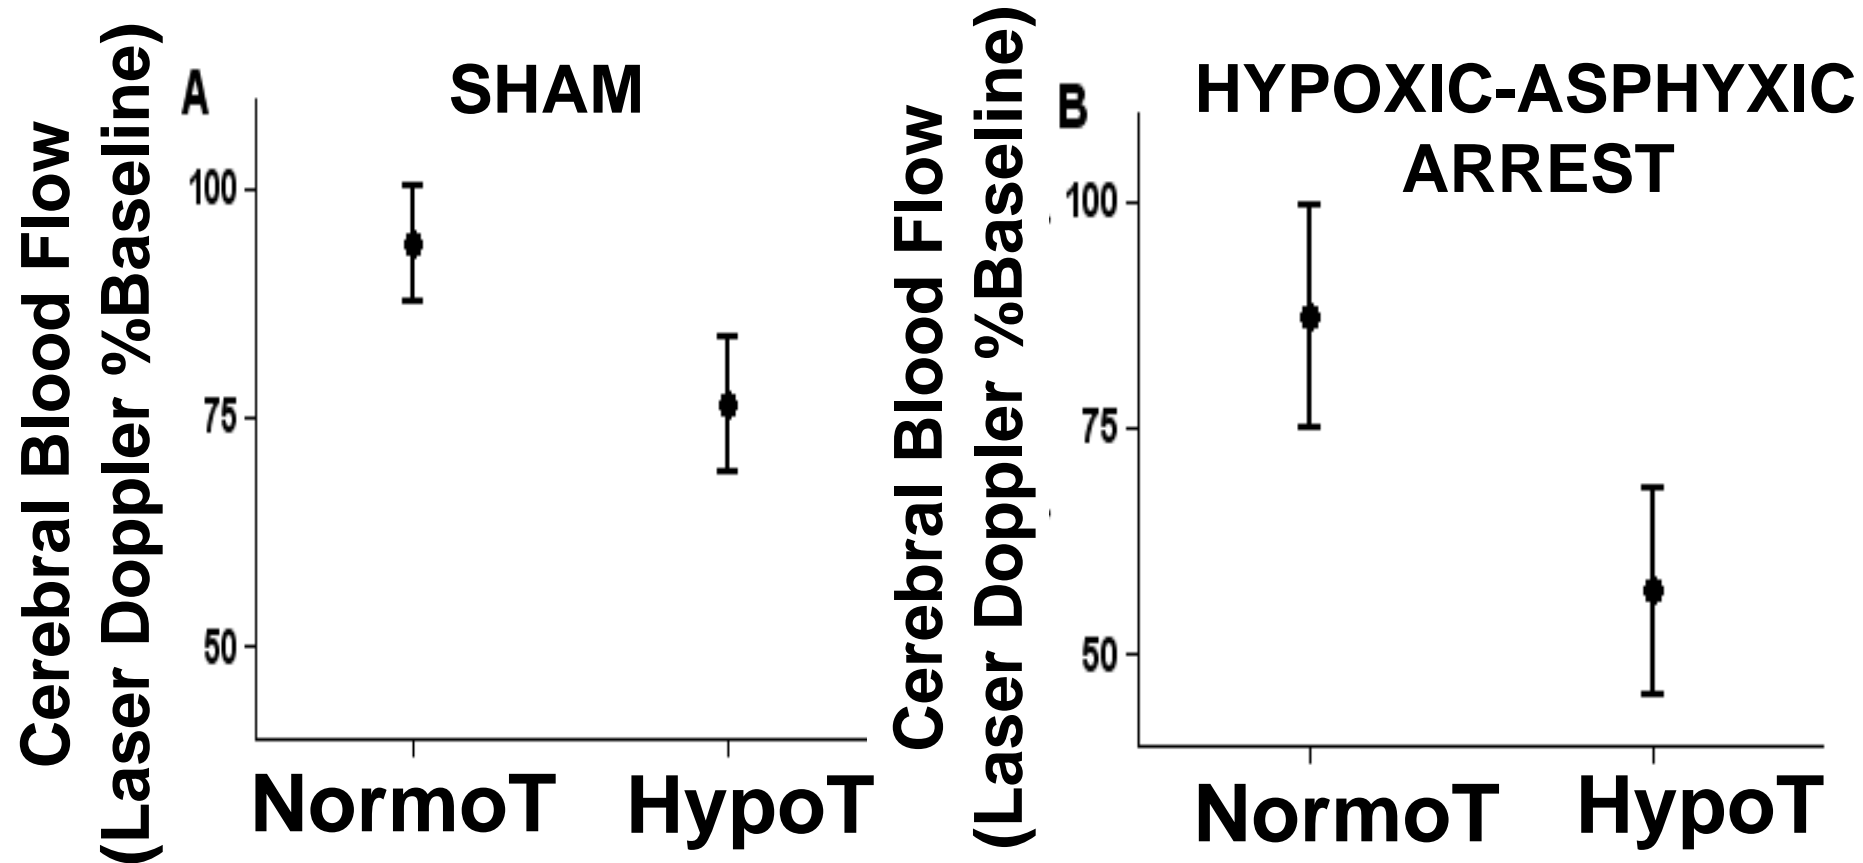 Cerebral Blood Flow
(Laser Doppler %Baseline)
A
SHAM
100
75
50
NormoT
HypoT
Cerebral Blood Flow
(Laser Doppler %Baseline)
B
HYPOXIC-ASPHYXIC
ARREST
100
75
50
NormoT
HypoT